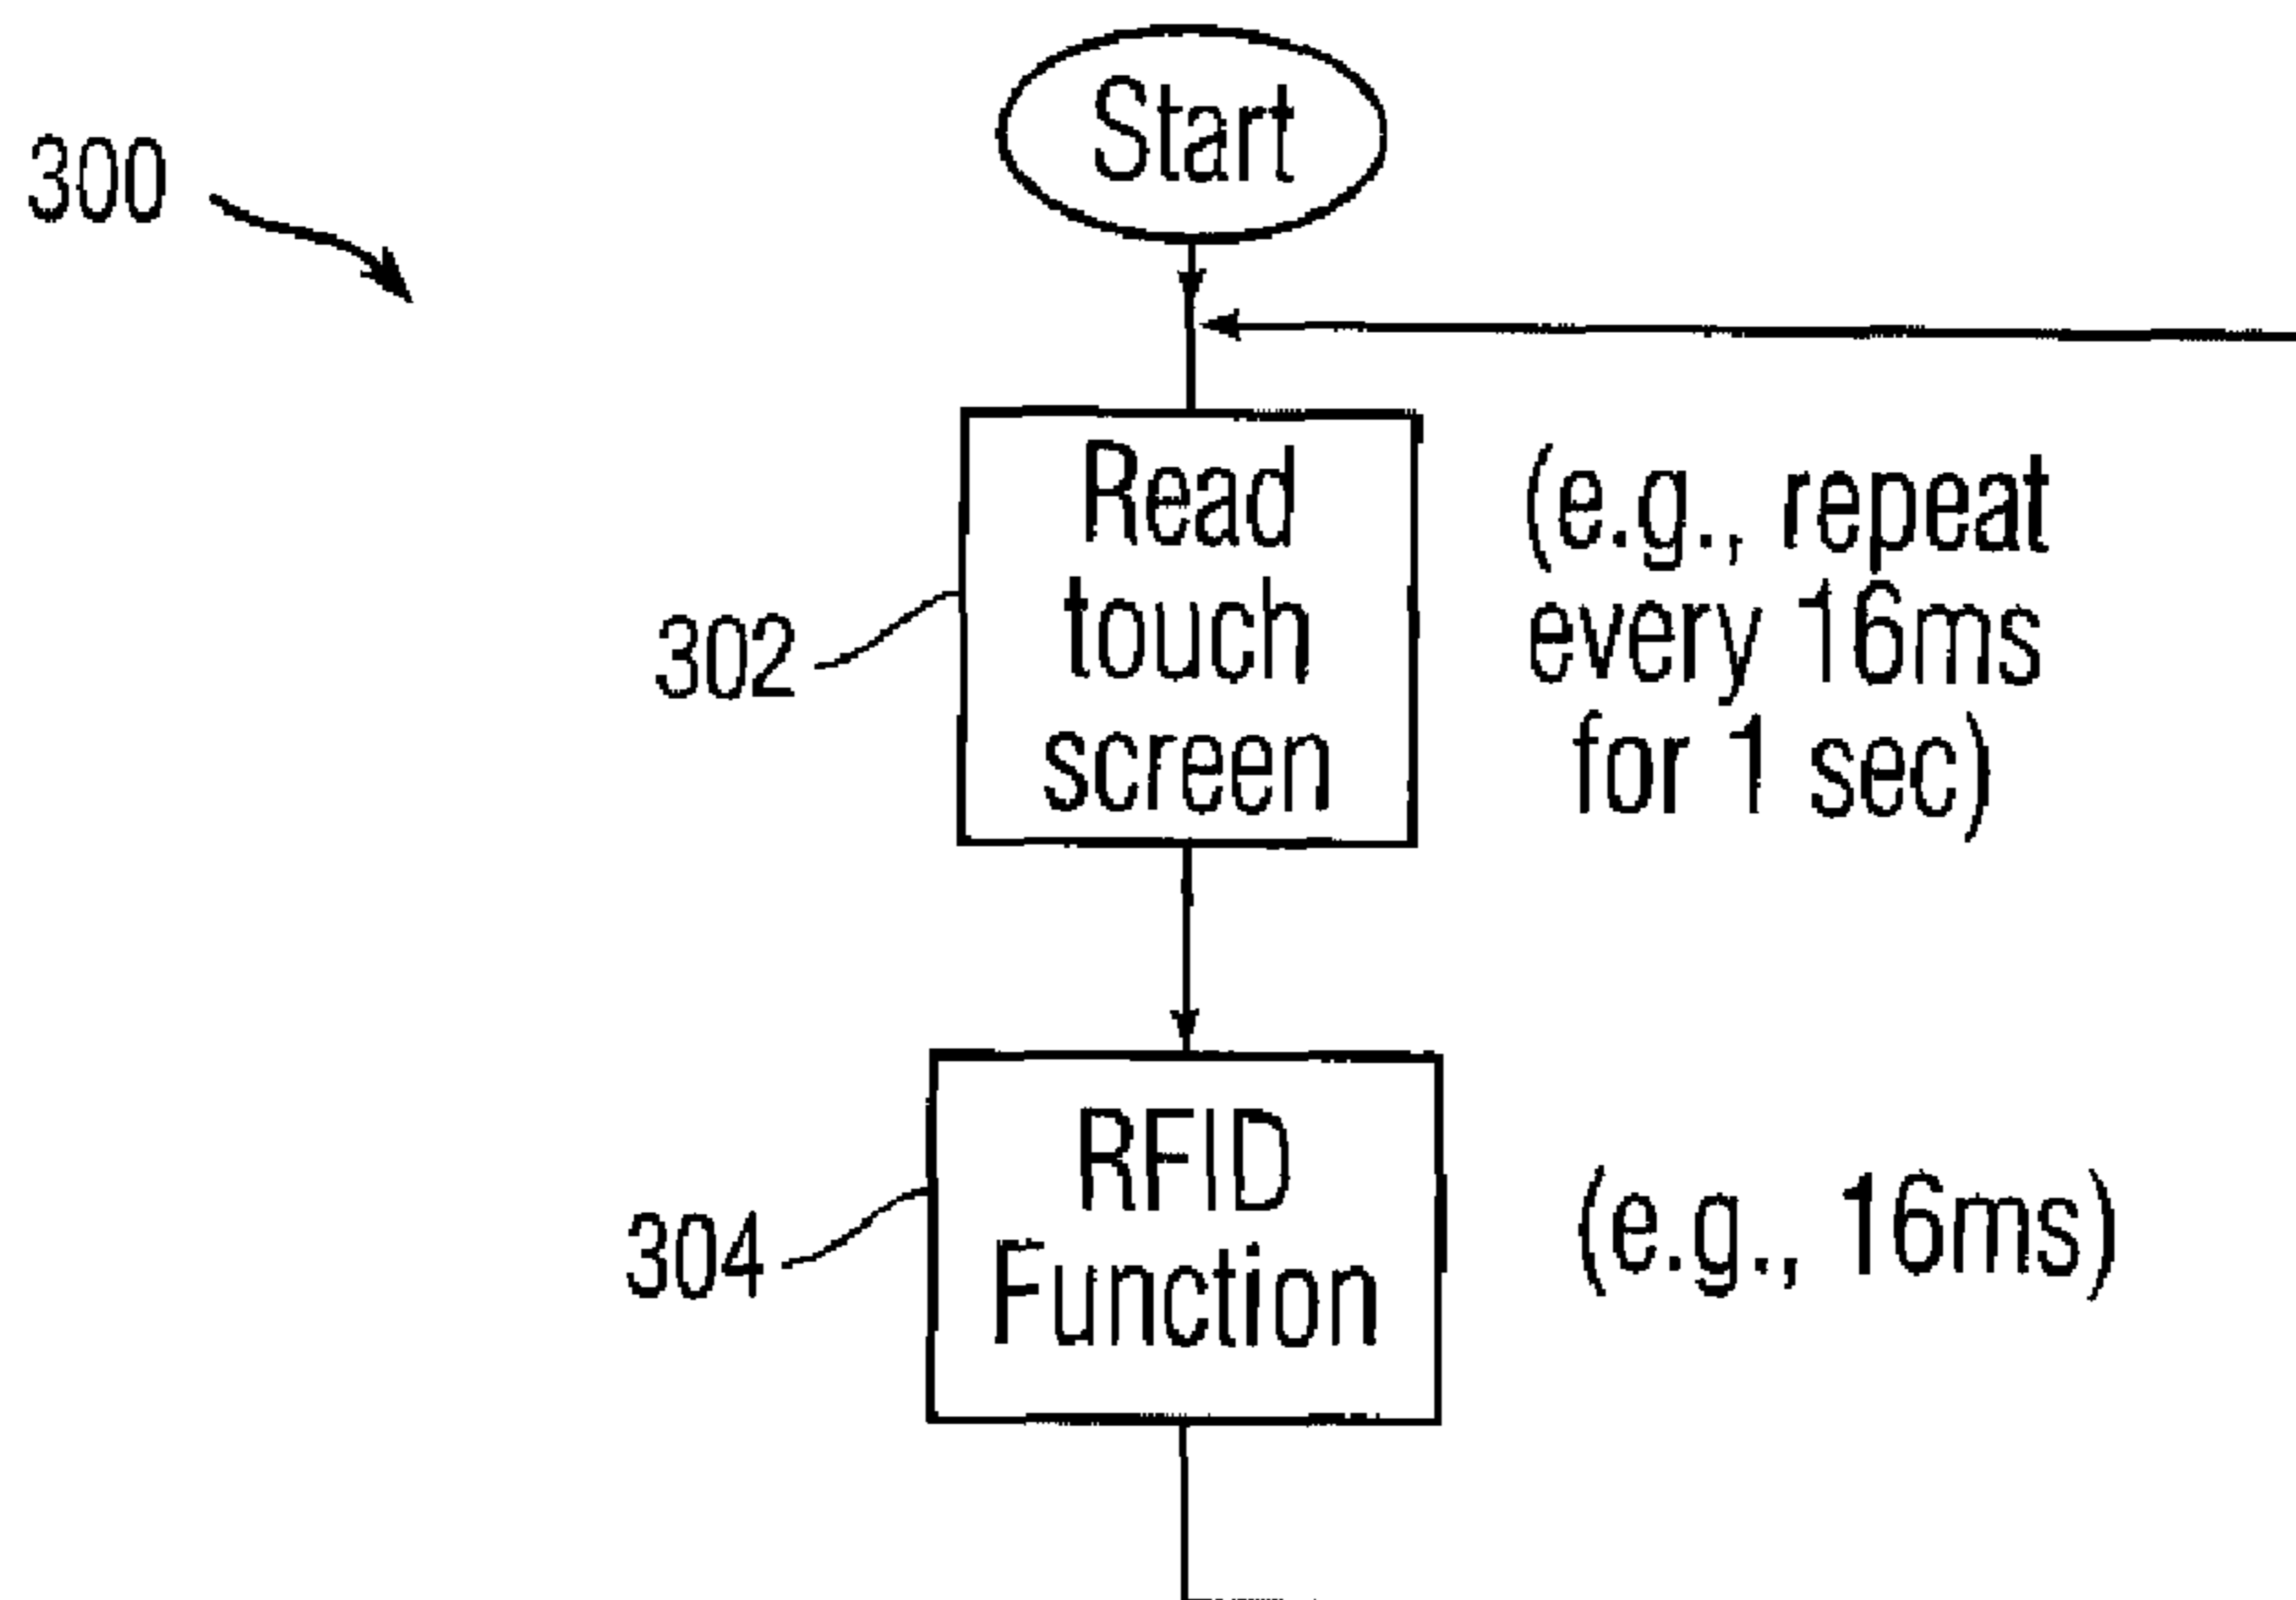 Start
300
Read
touch
screen
(e.g., repeat
every 16ms
for 1 sec)
302
RFID
Function
(e.g., 16ms)
304